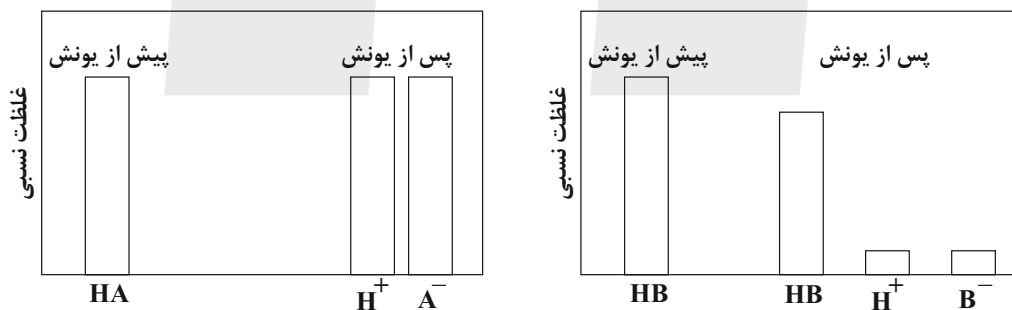 پیش از یونش
پس از یونش
غلظت نسبی
HA
H⁺
A⁻
پیش از یونش
پس از یونش
غلظت نسبی
HB
HB
H⁺
B⁻